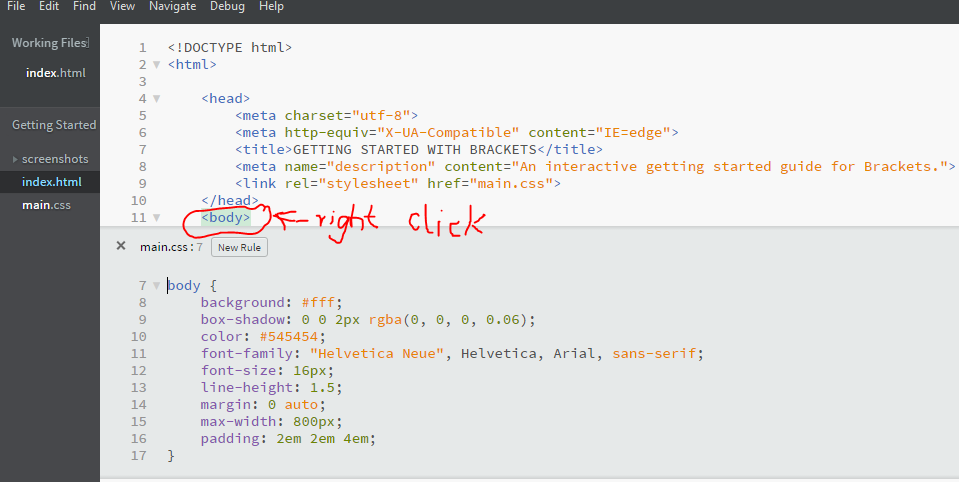 File Edit Find View Navigate Debug Help
Working Files
index.html
Getting Started
screenshots
index.html
main.css
1 <!DOCTYPE html>
2 <html>
3
4 <head>
5 <meta charset="utf-8">
6 <meta http-equiv="X-UA-Compatible" content="IE=edge">
7 <title>GETTING STARTED WITH BRACKETS</title>
8 <meta name="description" content="An interactive getting started guide for Brackets.">
9 <link rel="stylesheet" href="main.css">
10 </head>
11 <body> right click
main.css : 7 New Rule
7 body {
8 background: #fff;
9 box-shadow: 0 0 2px rgba(0, 0, 0, 0.06);
10 color: #545454;
11 font-family: "Helvetica Neue", Helvetica, Arial, sans-serif;
12 font-size: 16px;
13 line-height: 1.5;
14 margin: 0 auto;
15 max-width: 800px;
16 padding: 2em 2em 4em;
17 }